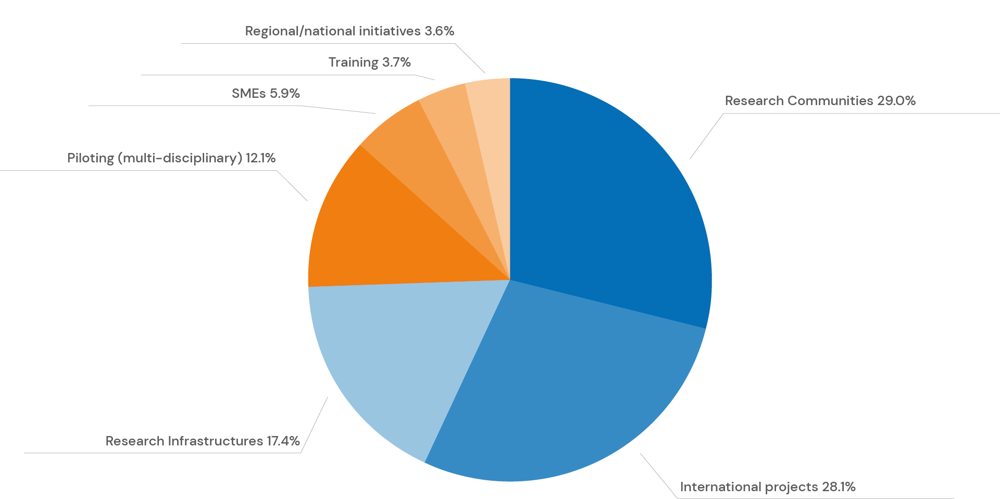 Regional/national initiatives 3.6%
Training 3.7%
SMEs 5.9%
Research Communities 29.0%
Piloting (multi-disciplinary) 12.1%
Research Infrastructures 17.4%
International projects 28.1%